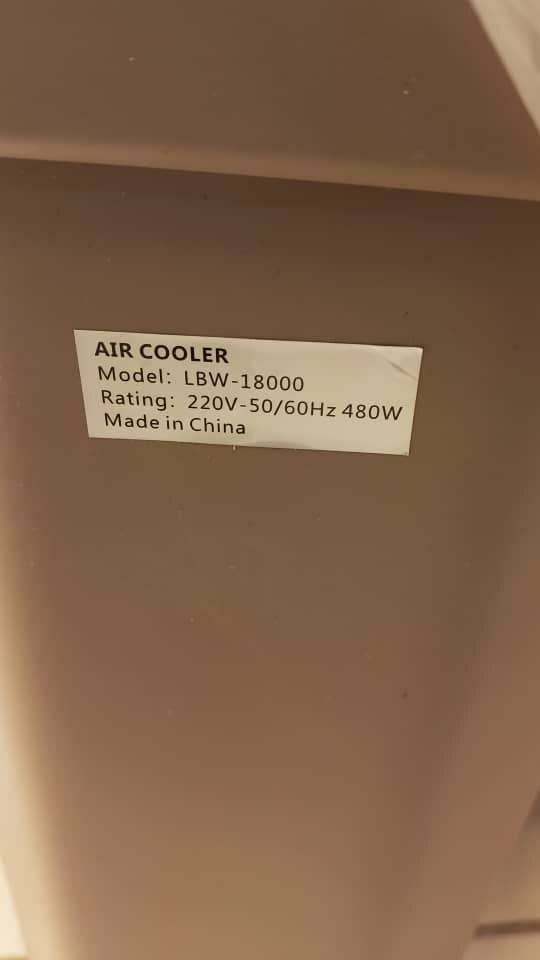 AIR COOLER
Model: LBW-18000
Rating: 220V-50/60Hz 480W
Made in China